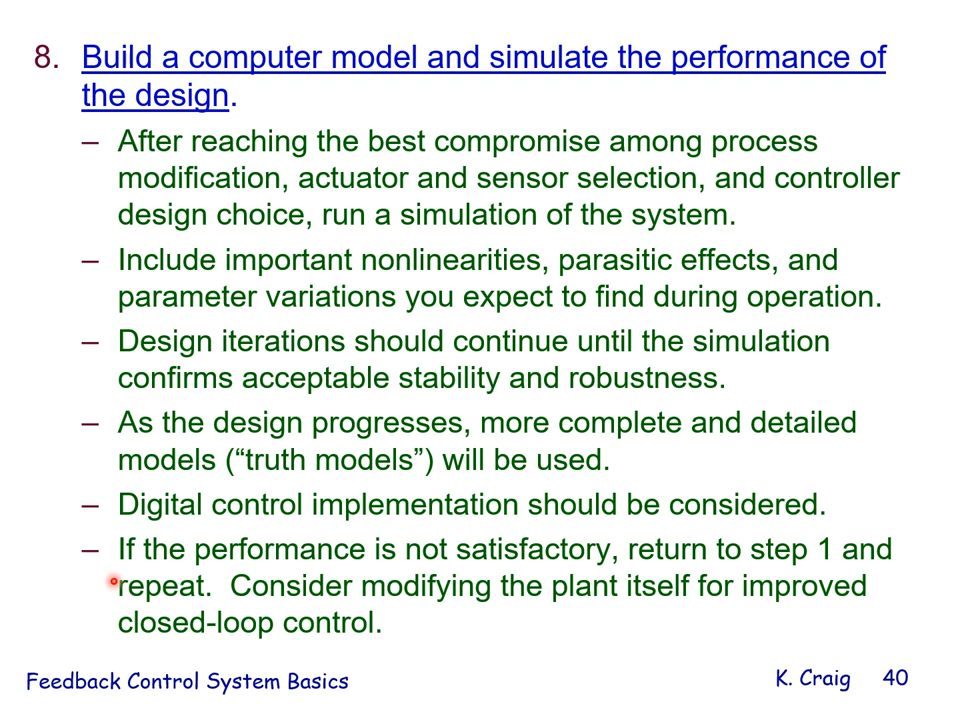 8. Build a computer model and simulate the performance of
the design.
– After reaching the best compromise among process
modification, actuator and sensor selection, and controller
design choice, run a simulation of the system.
– Include important nonlinearities, parasitic effects, and
parameter variations you expect to find during operation.
– Design iterations should continue until the simulation
confirms acceptable stability and robustness.
– As the design progresses, more complete and detailed
models (“truth models”) will be used.
– Digital control implementation should be considered.
– If the performance is not satisfactory, return to step 1 and
repeat.  Consider modifying the plant itself for improved
closed-loop control.
Feedback Control System Basics
K. Craig 40